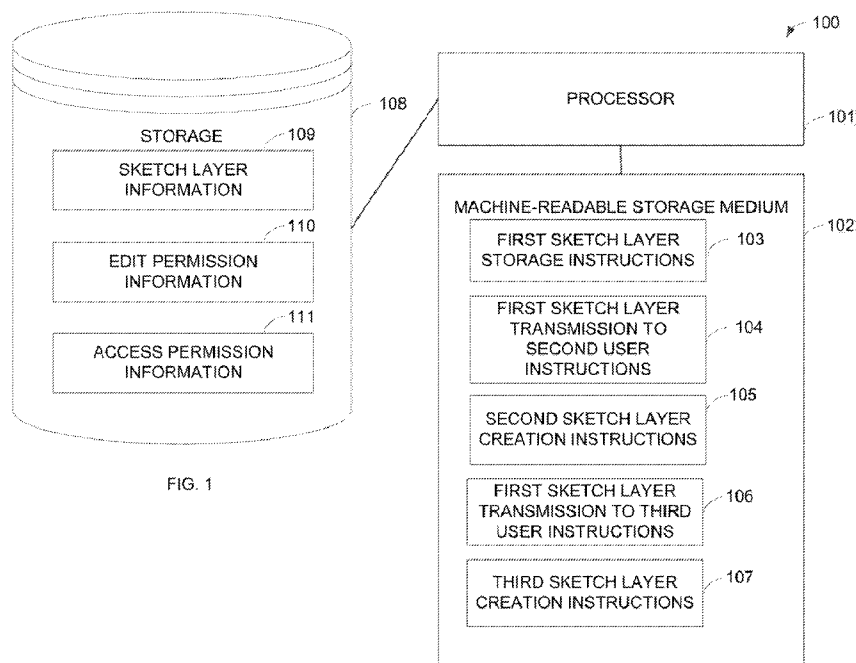 100
108
PROCESSOR
101
STORAGE
109
SKETCH LAYER
INFORMATION
110
EDIT PERMISSION
INFORMATION
111
ACCESS PERMISSION
INFORMATION
FIG. 1
MACHINE-READABLE STORAGE MEDIUM
102
FIRST SKETCH LAYER
STORAGE INSTRUCTIONS
103
FIRST SKETCH LAYER
TRANSMISSION TO
SECOND USER
INSTRUCTIONS
104
105
SECOND SKETCH LAYER
CREATION INSTRUCTIONS
FIRST SKETCH LAYER
TRANSMISSION TO THIRD
USER INSTRUCTIONS
106
THIRD SKETCH LAYER
CREATION INSTRUCTIONS
107